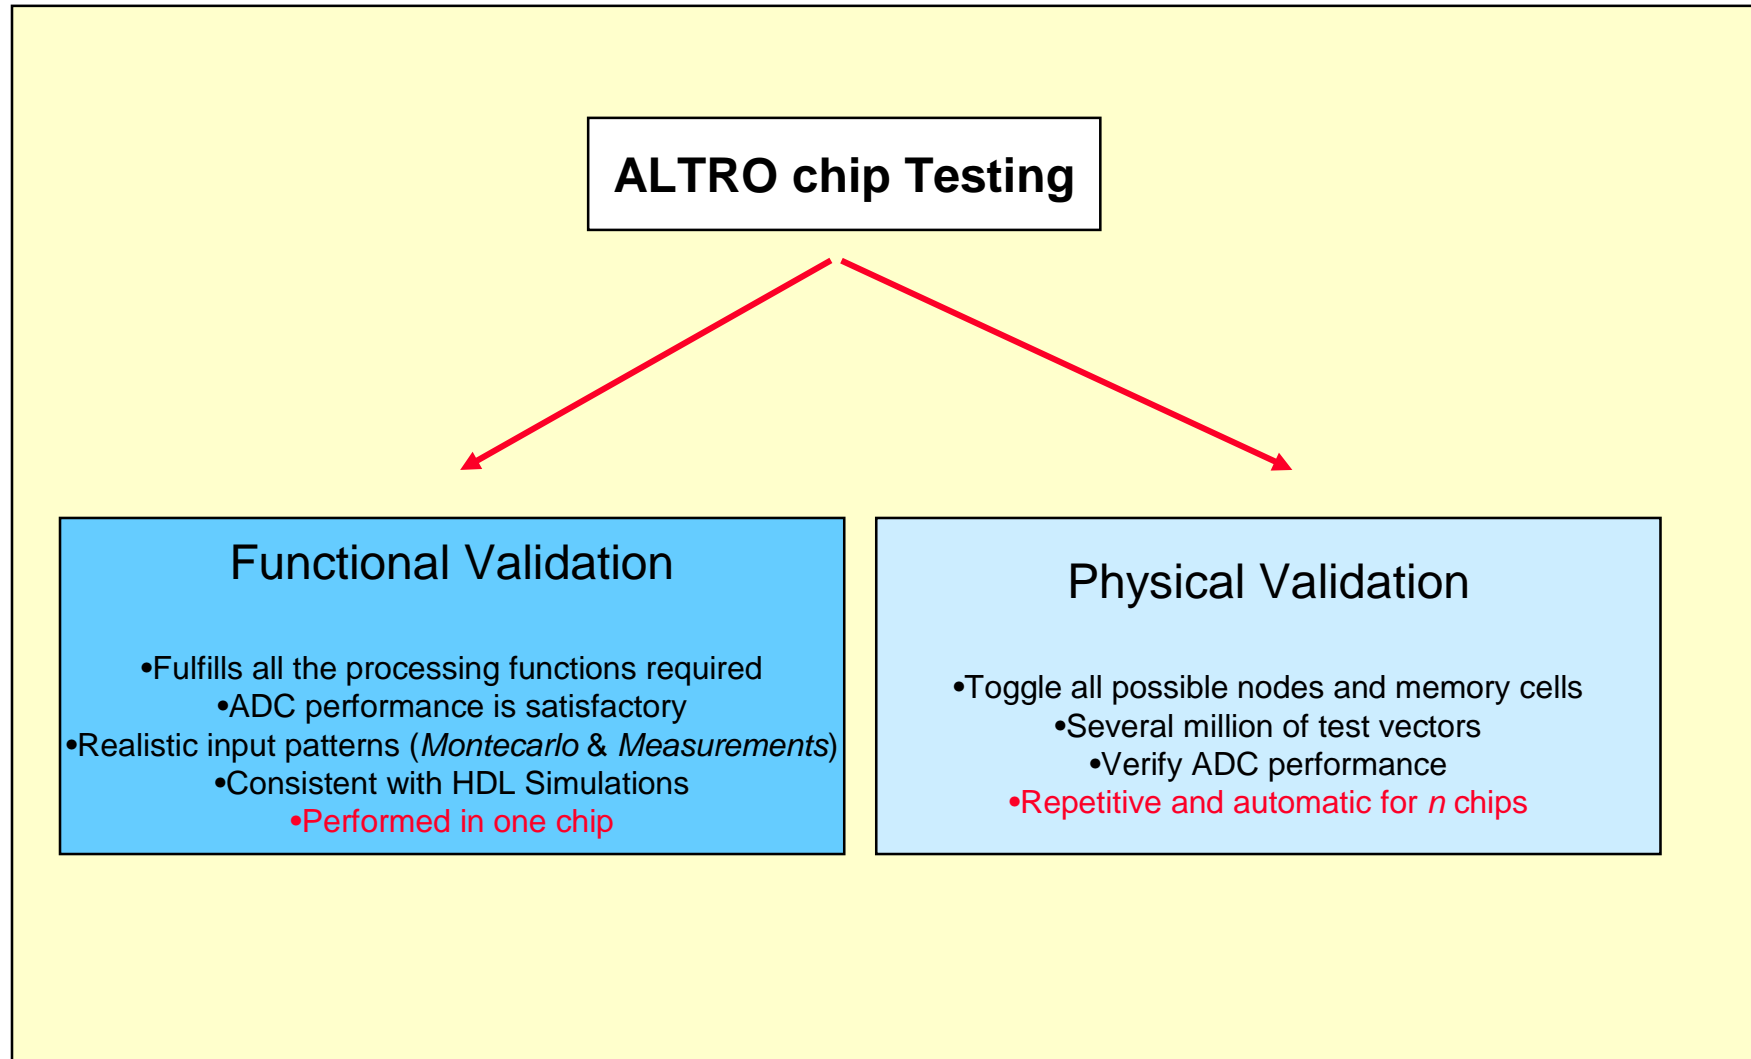 ALTRO chip Testing
Functional Validation
•Fulfills all the processing functions required
•ADC performance is satisfactory
•Realistic input patterns (Montecarlo & Measurements)
•Consistent with HDL Simulations
•Performed in one chip
Physical Validation
•Toggle all possible nodes and memory cells
•Several million of test vectors
•Verify ADC performance
•Repetitive and automatic for n chips